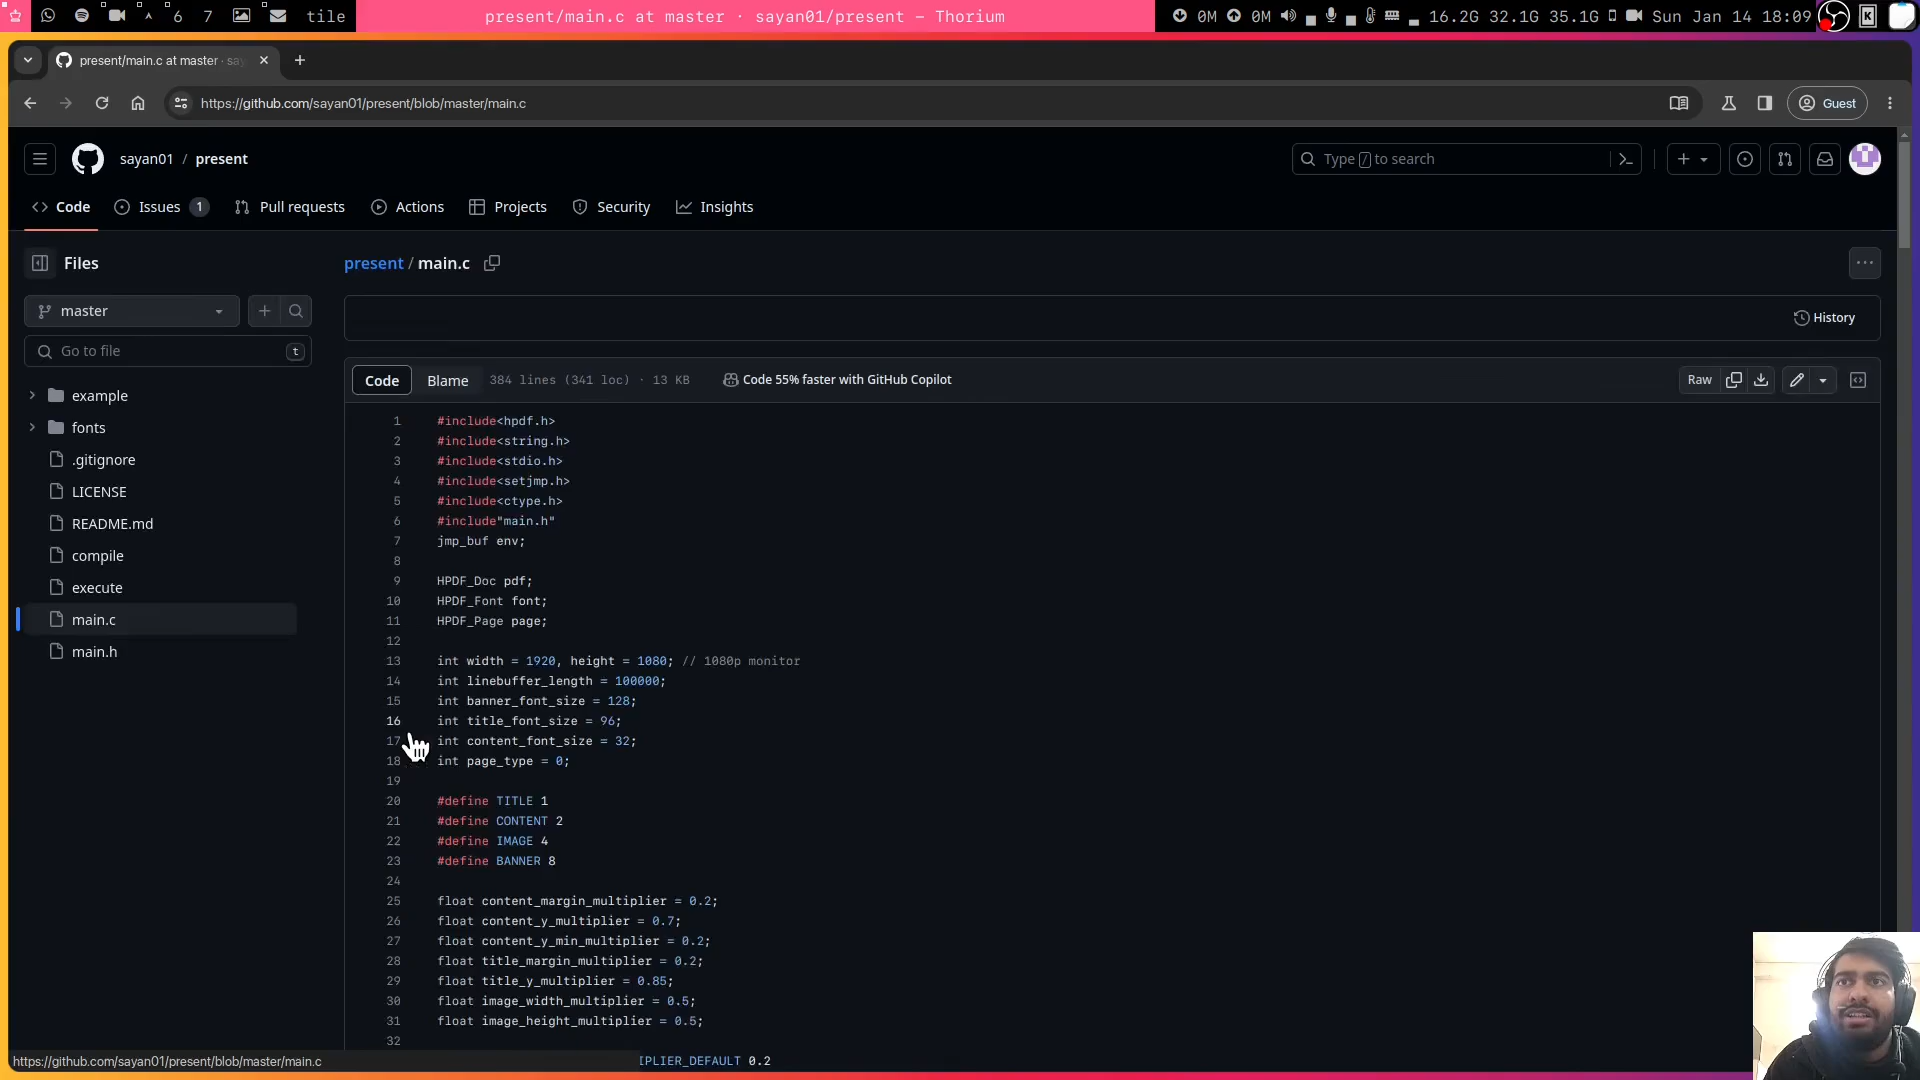 6 7 tile present/main.c at master · sayan01/present – Thorium 0M 0M 16.2G 32.1G 35.1G Sun Jan 14 18:09 K
present/main.c at master · say
https://github.com/sayan01/present/blob/master/main.c Guest
sayan01 / present Type / to search
Code Issues 1 Pull requests Actions Projects Security Insights
Files
present / main.c
master
History
Go to file t
Code Blame 384 lines (341 loc) · 13 KB Code 55% faster with GitHub Copilot Raw
example
fonts
.gitignore
LICENSE
README.md
compile
execute
main.c
main.h
1 #include<hpdf.h>
2 #include<string.h>
3 #include<stdio.h>
4 #include<setjmp.h>
5 #include<ctype.h>
6 #include"main.h"
7 jmp_buf env;
8
9 HPDF_Doc pdf;
10 HPDF_Font font;
11 HPDF_Page page;
12
13 int width = 1920, height = 1080; // 1080p monitor
14 int linebuffer_length = 100000;
15 int banner_font_size = 128;
16 int title_font_size = 96;
17 int content_font_size = 32;
18 int page_type = 0;
19
20 #define TITLE 1
21 #define CONTENT 2
22 #define IMAGE 4
23 #define BANNER 8
24
25 float content_margin_multiplier = 0.2;
26 float content_y_multiplier = 0.7;
27 float content_y_min_multiplier = 0.2;
28 float title_margin_multiplier = 0.2;
29 float title_y_multiplier = 0.85;
30 float image_width_multiplier = 0.5;
31 float image_height_multiplier = 0.5;
32
IPLIER_DEFAULT 0.2
https://github.com/sayan01/present/blob/master/main.c